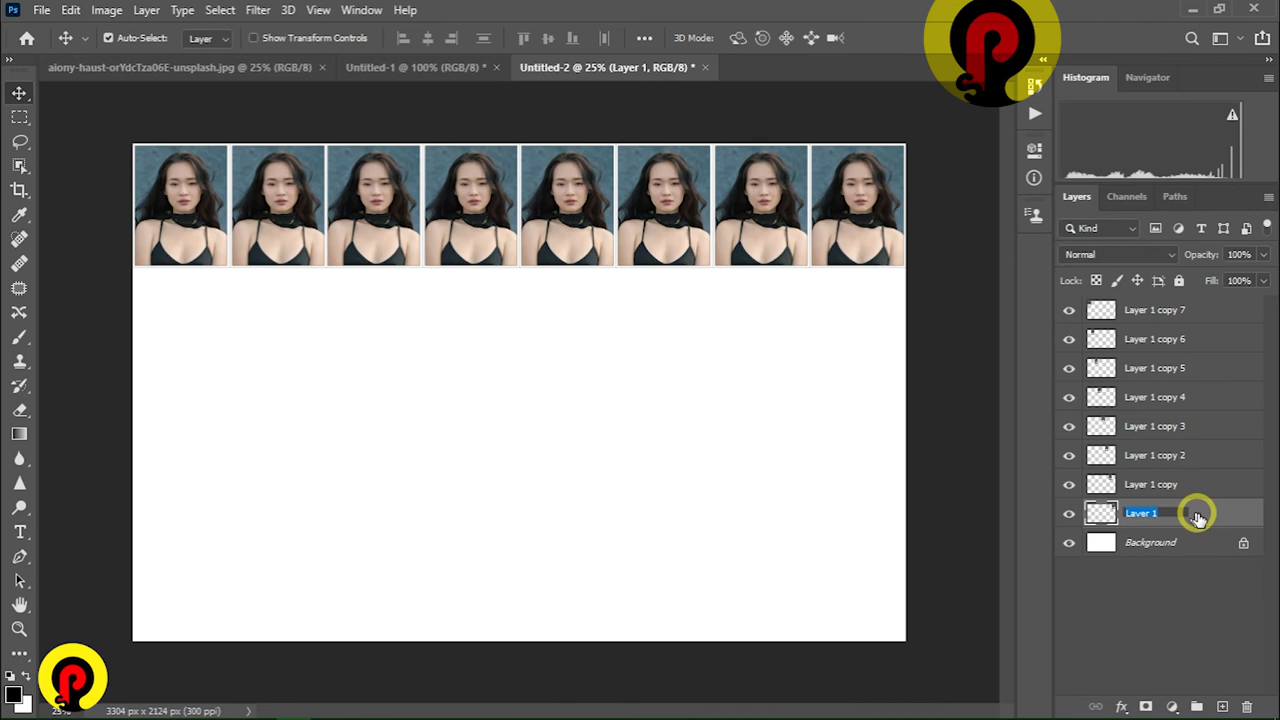 Ps File Edit Image Layer Type Select Filter 3D View Window Help
Auto-Select: Layer Show Transform Controls 3D Mode:
aiony-haust-orYdcTza06E-unsplash.jpg @ 25% (RGB/8) Untitled-1 @ 100% (RGB/8) * Untitled-2 @ 25% (Layer 1, RGB/8) *
Histogram Navigator
Layers Channels Paths
Kind
Normal Opacity: 100%
Lock: Fill: 100%
Layer 1 copy 7
Layer 1 copy 6
Layer 1 copy 5
Layer 1 copy 4
Layer 1 copy 3
Layer 1 copy 2
Layer 1 copy
Layer 1
Background
25% 3304 px x 2124 px (300 ppi)